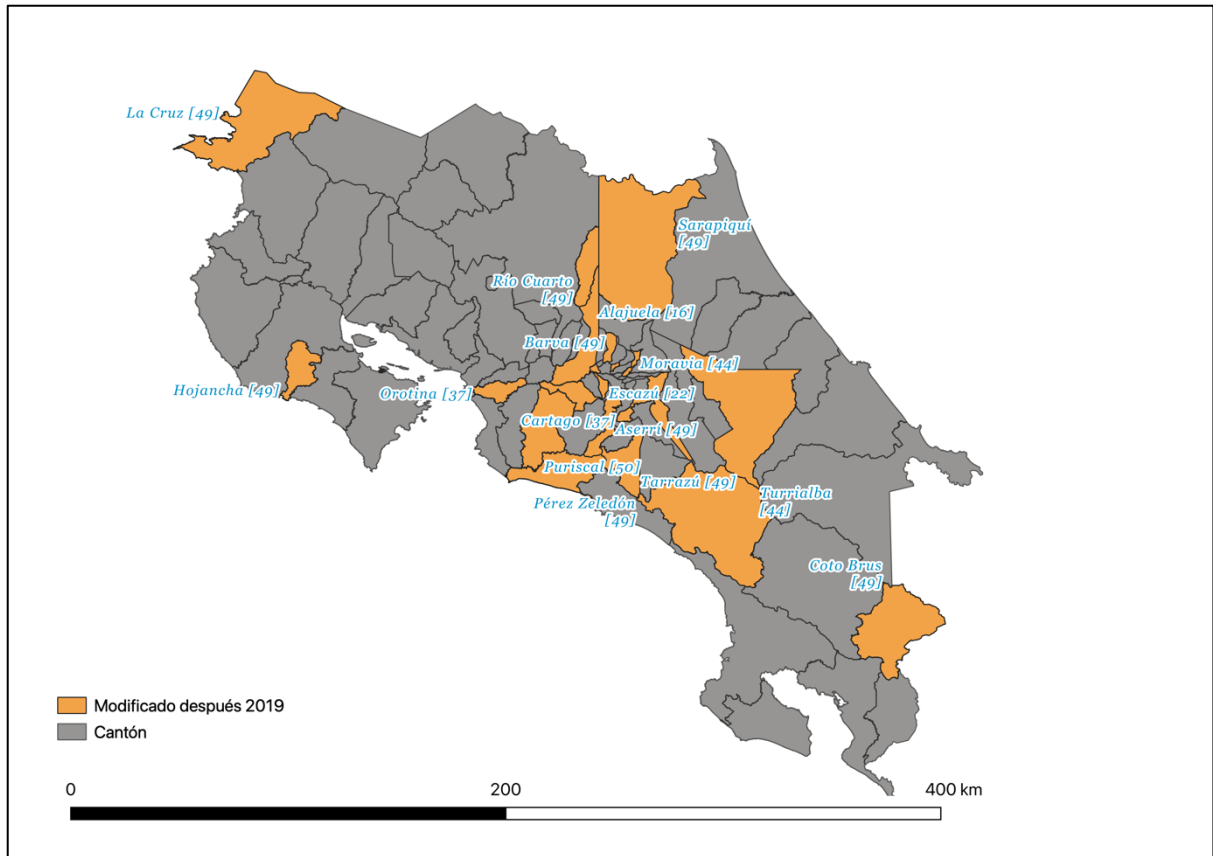 La Cruz [49]
Sarapiquí
[49]
Río Cuarto
[49]
Alajuela [16]
Barva [49]
Moravia [44]
Hojancha [49]
Orotina [37]
Escazú [22]
Cartago [37]
Aserrí [49]
Puriscal [50]
Tarrazú [49]
Turrialba
[44]
Pérez Zeledón
[49]
Coto Brus
[49]
Modificado después 2019
Cantón
0
200
400 km